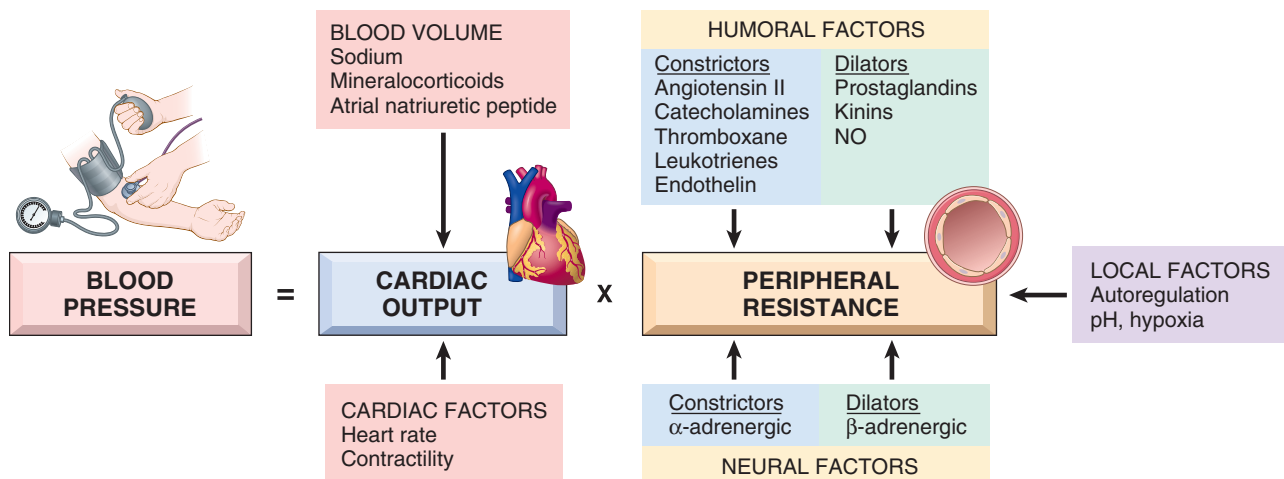 BLOOD VOLUME
Sodium
Mineralocorticoids
Atrial natriuretic peptide
HUMORAL FACTORS
Constrictors
Angiotensin II
Catecholamines
Thromboxane
Leukotrienes
Endothelin
Dilators
Prostaglandins
Kinins
NO
BLOOD
PRESSURE
=
CARDIAC
OUTPUT
X
PERIPHERAL
RESISTANCE
LOCAL FACTORS
Autoregulation
pH, hypoxia
CARDIAC FACTORS
Heart rate
Contractility
Constrictors
α-adrenergic
Dilators
β-adrenergic
NEURAL FACTORS